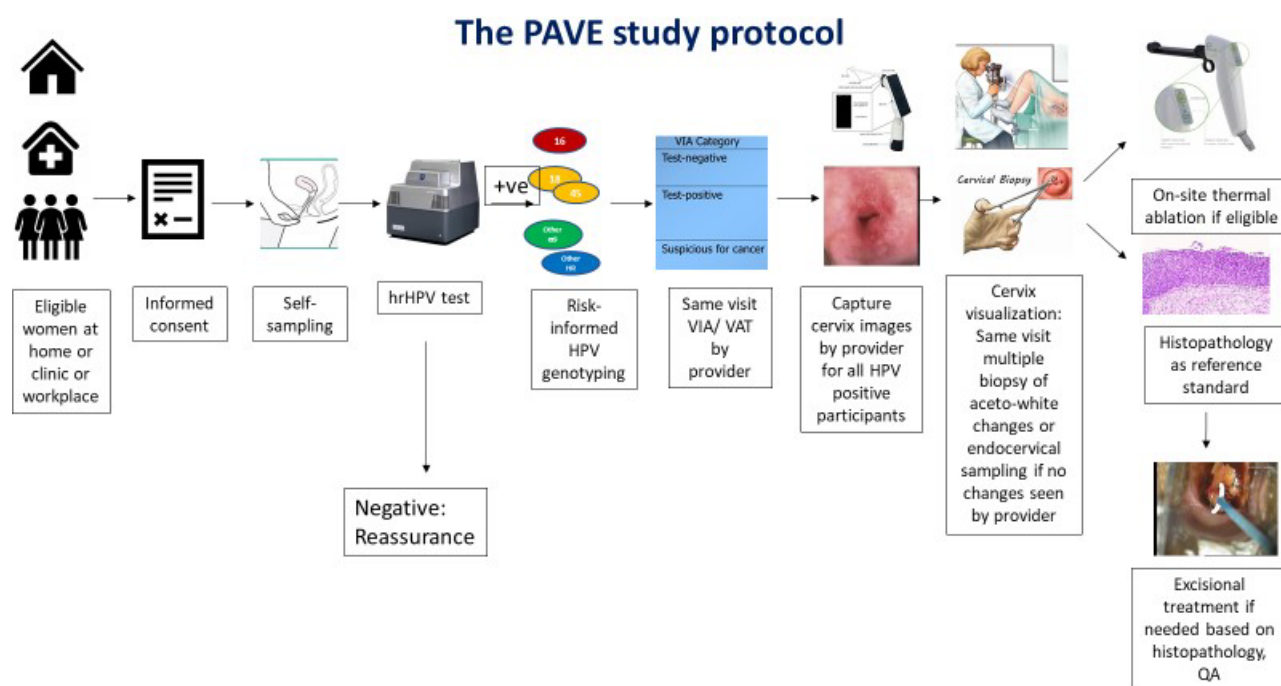 The PAVE study protocol
+ve
16
18
45
Other
HR
VIA Category
Test-negative
Test-positive
Suspicious for cancer
Cervical Biopsy
Eligible
women at
home or
clinic or
workplace
Informed
consent
Self-
sampling
hrHPV test
Negative:
Reassurance
Risk-
informed
HPV
genotyping
Same visit
VIA/ VAT
by
provider
Capture
cervix images
by provider
for all HPV
positive
participants
Cervix
visualization:
Same visit
multiple
biopsy of
aceto-white
changes or
endocervical
sampling if no
changes seen
by provider
On-site thermal
ablation if eligible
Histopathology
as reference
standard
Excisional
treatment if
needed based on
histopathology,
QA